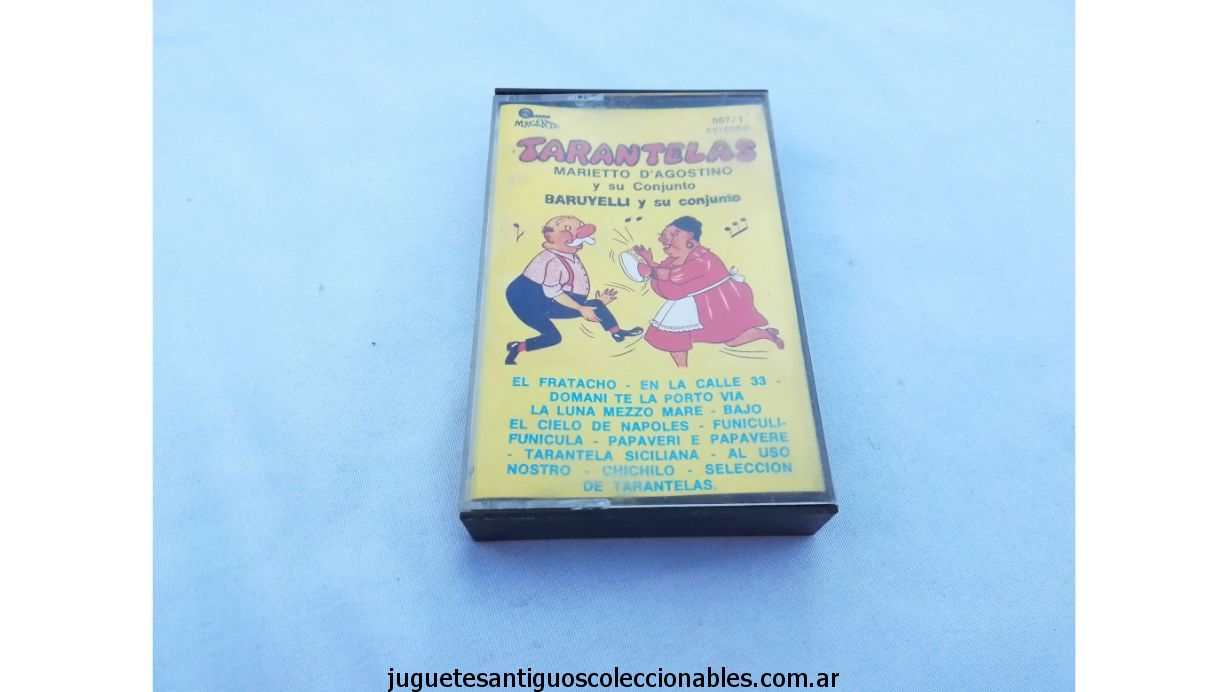 MAGENTA
007/1
ESTEREO
TARANTELAS
MARIETTO D'AGOSTINO
y su Conjunto
BARUYELLI y su conjunto
EL FRATACHO - EN LA CALLE 33 -
DOMANI TE LA PORTO VIA
LA LUNA MEZZO MARE - BAJO
EL CIELO DE NAPOLES - FUNICULI-
FUNICULA - PAPAVERI E PAPAVERE
- TARANTELA SICILIANA - AL USO
NOSTRO - CHICHILO - SELECCION
DE TARANTELAS.
juguetesantiguoscoleccionables.com.ar